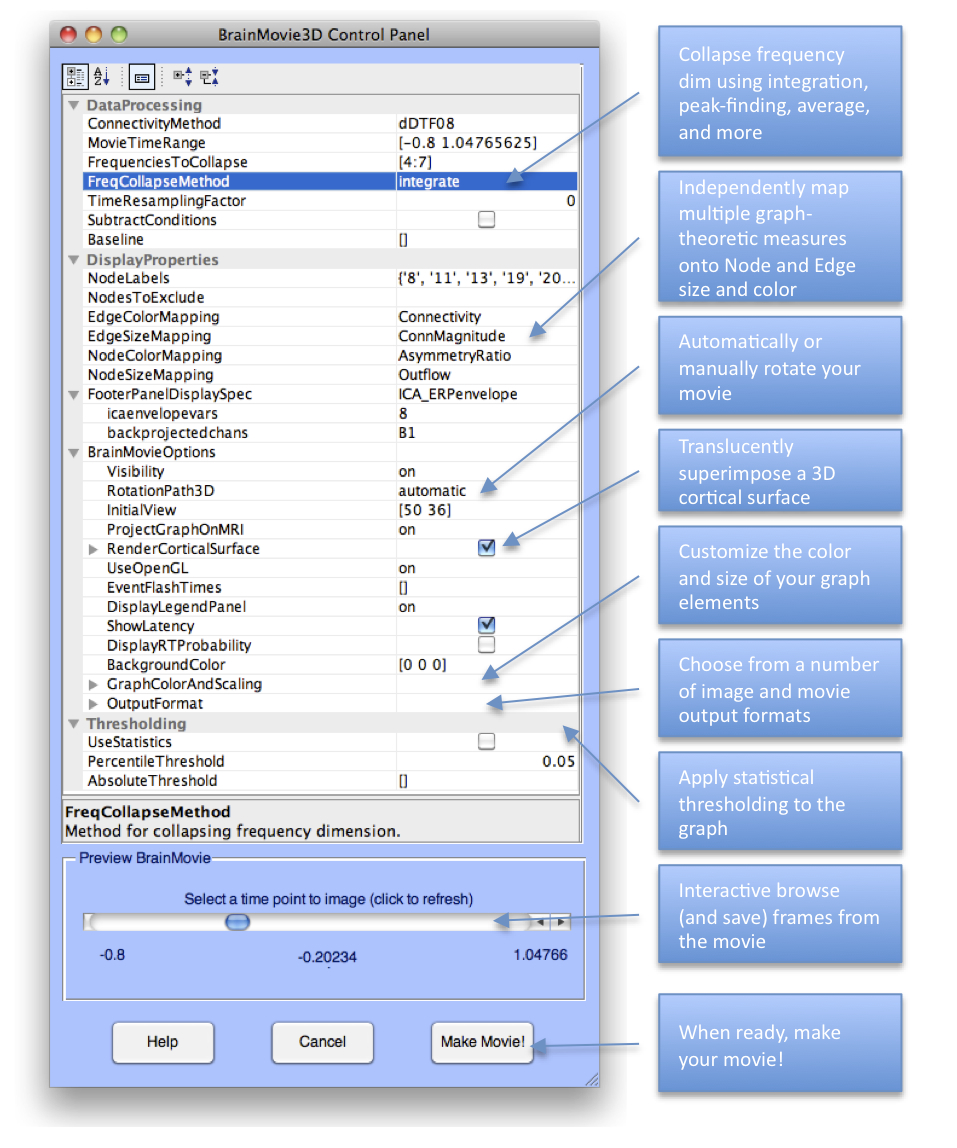 BrainMovie3D Control Panel
DataProcessing
ConnectivityMethod dDTF08
MovieTimeRange [-0.8 1.04765625]
FrequenciesToCollapse [4:7]
FreqCollapseMethod integrate
TimeResamplingFactor 0
SubtractConditions
Baseline []
DisplayProperties
NodeLabels {'8', '11', '13', '19', '20...
NodesToExclude
EdgeColorMapping Connectivity
EdgeSizeMapping ConnMagnitude
NodeColorMapping AsymmetryRatio
NodeSizeMapping Outflow
FooterPanelDisplaySpec ICA_ERPenvelope
icaenvelopevars 8
backprojectedchans B1
BrainMovieOptions
Visibility on
RotationPath3D automatic
InitialView [50 36]
ProjectGraphOnMRI on
RenderCorticalSurface
UseOpenGL on
EventFlashTimes []
DisplayLegendPanel on
ShowLatency
DisplayRTProbability
BackgroundColor [0 0 0]
GraphColorAndScaling
OutputFormat
Thresholding
UseStatistics
PercentileThreshold 0.05
AbsoluteThreshold []
FreqCollapseMethod
Method for collapsing frequency dimension.
Preview BrainMovie
Select a time point to image (click to refresh)
-0.8 -0.20234 1.04766
Help Cancel Make Movie!
Collapse frequency
dim using integration,
peak-finding, average,
and more
Independently map
multiple graph-
theoretic measures
onto Node and Edge
size and color
Automatically or
manually rotate your
movie
Translucently
superimpose a 3D
cortical surface
Customize the color
and size of your graph
elements
Choose from a number
of image and movie
output formats
Apply statistical
thresholding to the
graph
Interactive browse
(and save) frames from
the movie
When ready, make
your movie!